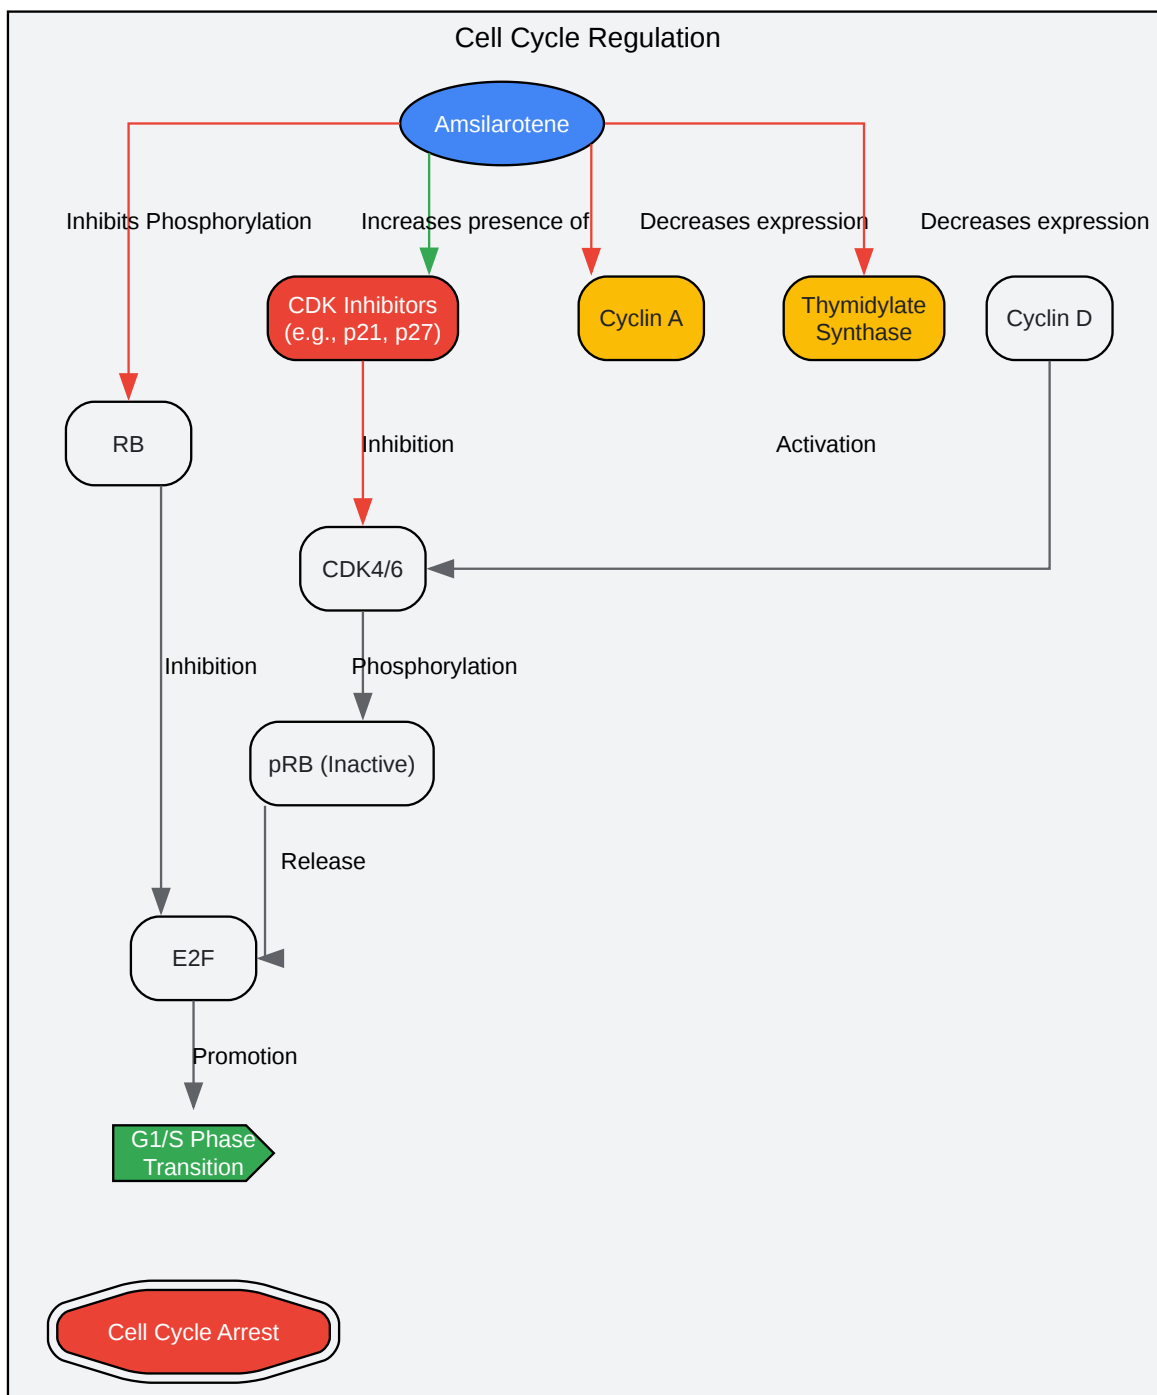 Cell Cycle Regulation
Amsilarotene
Inhibits Phosphorylation
Increases presence of
Decreases expression
Decreases expression
CDK Inhibitors
(e.g., p21, p27)
Cyclin A
Thymidylate
Synthase
Cyclin D
RB
Inhibition
Activation
CDK4/6
Inhibition
Phosphorylation
pRB (Inactive)
Release
E2F
Promotion
G1/S Phase
Transition
Cell Cycle Arrest